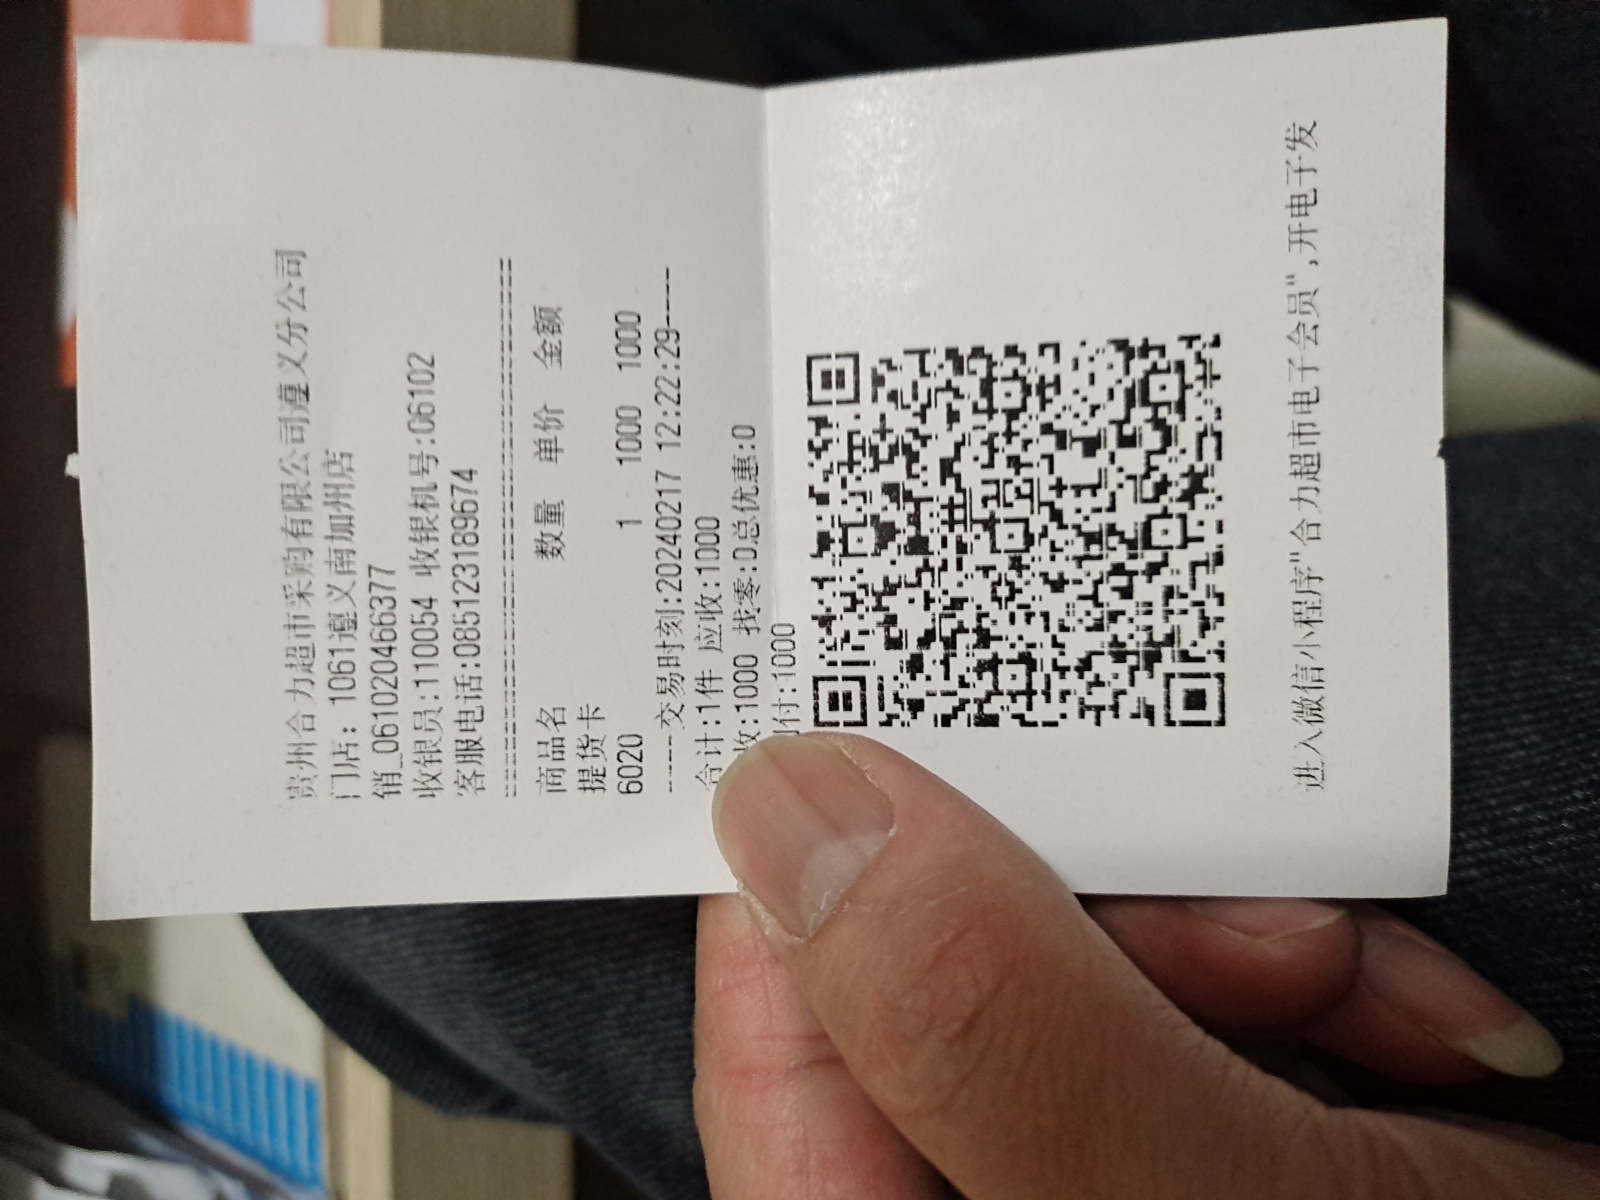 贵州合力超市采购有限公司遵义分公司
门店: 1061遵义南加州店
销_061020466377
收银员:110054 收银机号:06102
客服电话:085123189674
商品名 数量 单价 金额
提货卡
6020 1 1000 1000
-----交易时刻:20240217 12:22:29-----
合计:1件 应收:1000
收:1000 找零:0总优惠:0
付:1000
进入微信小程序"合力超市电子会员",开电子发